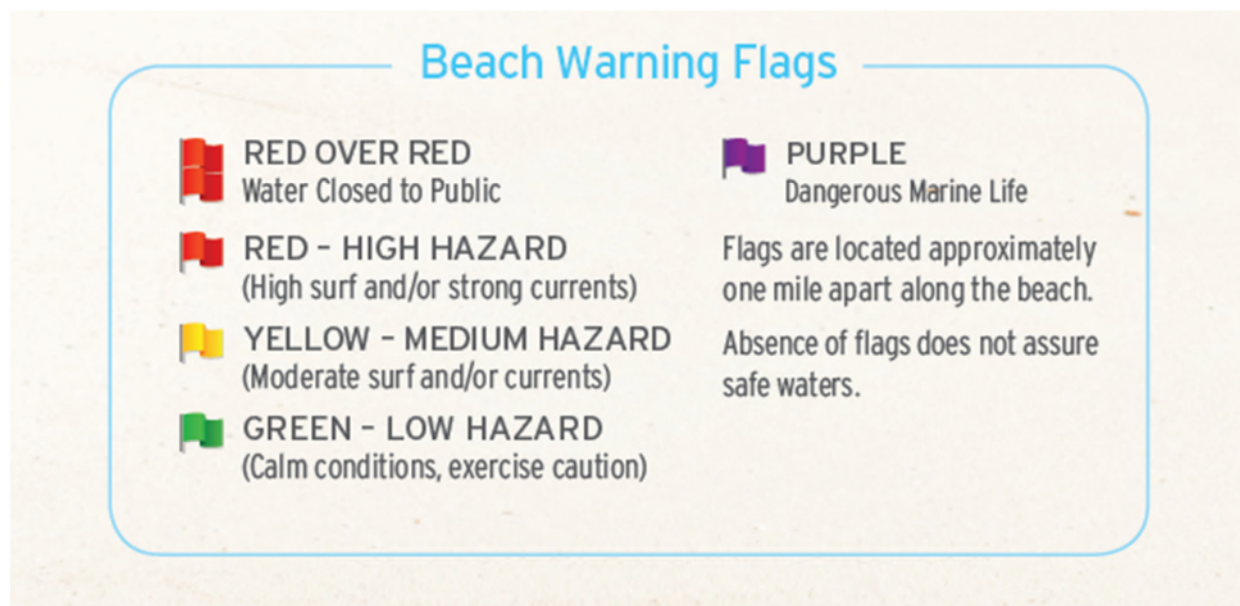 Beach Warning Flags
RED OVER RED
Water Closed to Public
RED – HIGH HAZARD
(High surf and/or strong currents)
YELLOW – MEDIUM HAZARD
(Moderate surf and/or currents)
GREEN – LOW HAZARD
(Calm conditions, exercise caution)
PURPLE
Dangerous Marine Life
Flags are located approximately
one mile apart along the beach.
Absence of flags does not assure
safe waters.